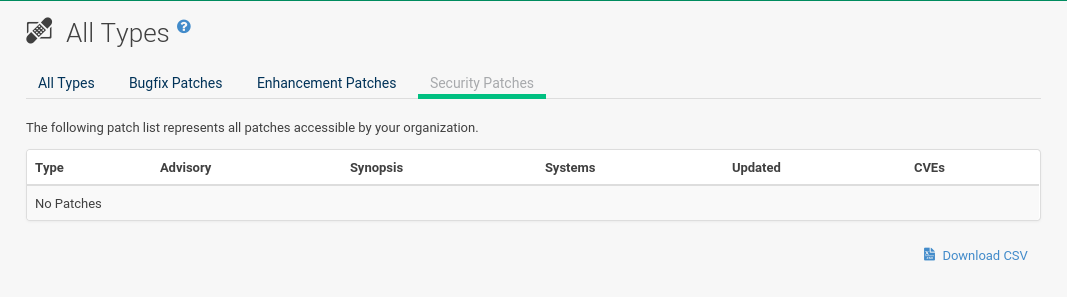 All Types ?
All Types Bugfix Patches Enhancement Patches Security Patches
The following patch list represents all patches accessible by your organization.
Type Advisory Synopsis Systems Updated CVEs
No Patches
Download CSV